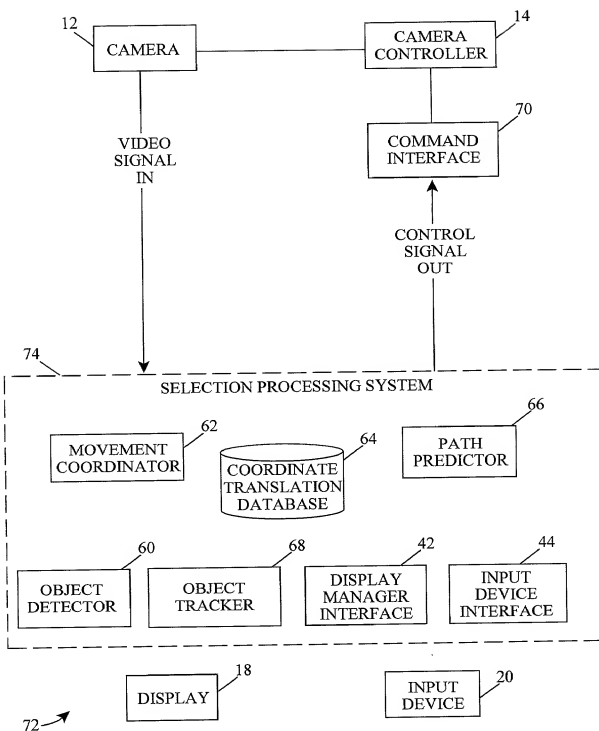 12
CAMERA
14
CAMERA
CONTROLLER
70
COMMAND
INTERFACE
VIDEO
SIGNAL
IN
CONTROL
SIGNAL
OUT
74
SELECTION PROCESSING SYSTEM
62
MOVEMENT
COORDINATOR
64
COORDINATE
TRANSLATION
DATABASE
66
PATH
PREDICTOR
60
OBJECT
DETECTOR
68
OBJECT
TRACKER
42
DISPLAY
MANAGER
INTERFACE
44
INPUT
DEVICE
INTERFACE
18
DISPLAY
20
INPUT
DEVICE
72